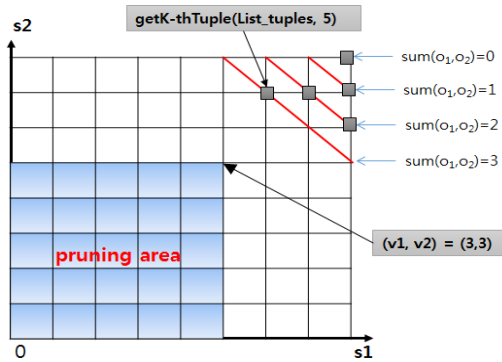 getK-thTuple(List_tuples, 5)
s2
sum(o₁,o₂)=0
sum(o₁,o₂)=1
sum(o₁,o₂)=2
sum(o₁,o₂)=3
(v1, v2) = (3,3)
pruning area
0
s1